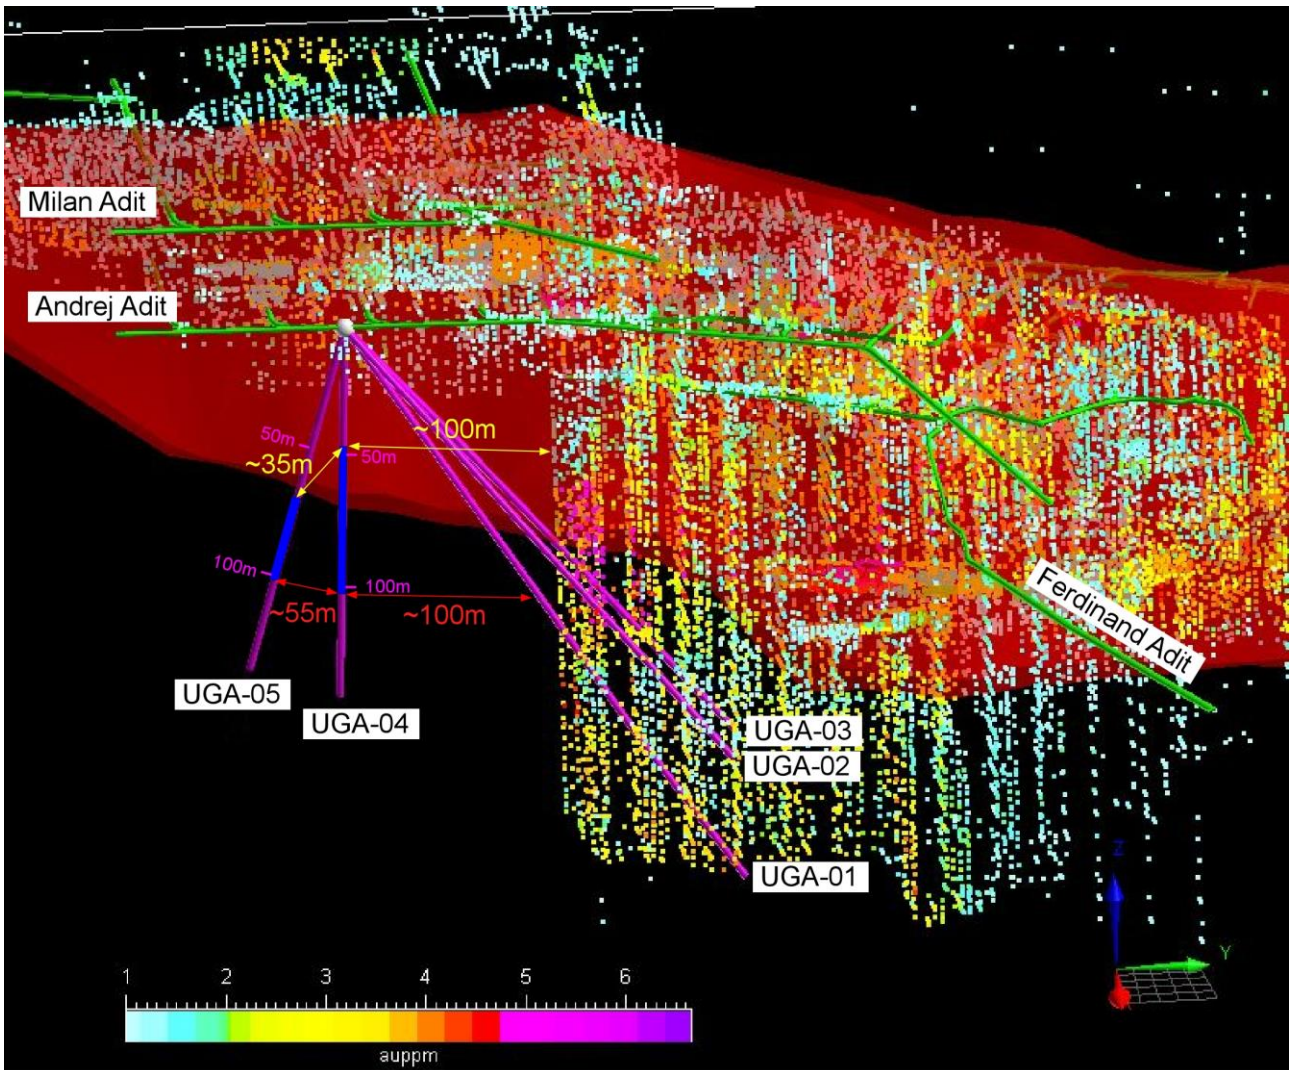 Milan Adit
Andrej Adit
50m
~35m
~100m
50m
100m
~55m
100m
~100m
UGA-05
UGA-04
UGA-03
UGA-02
UGA-01
Ferdinand Adit
Z
Y
1 2 3 4 5 6
auppm